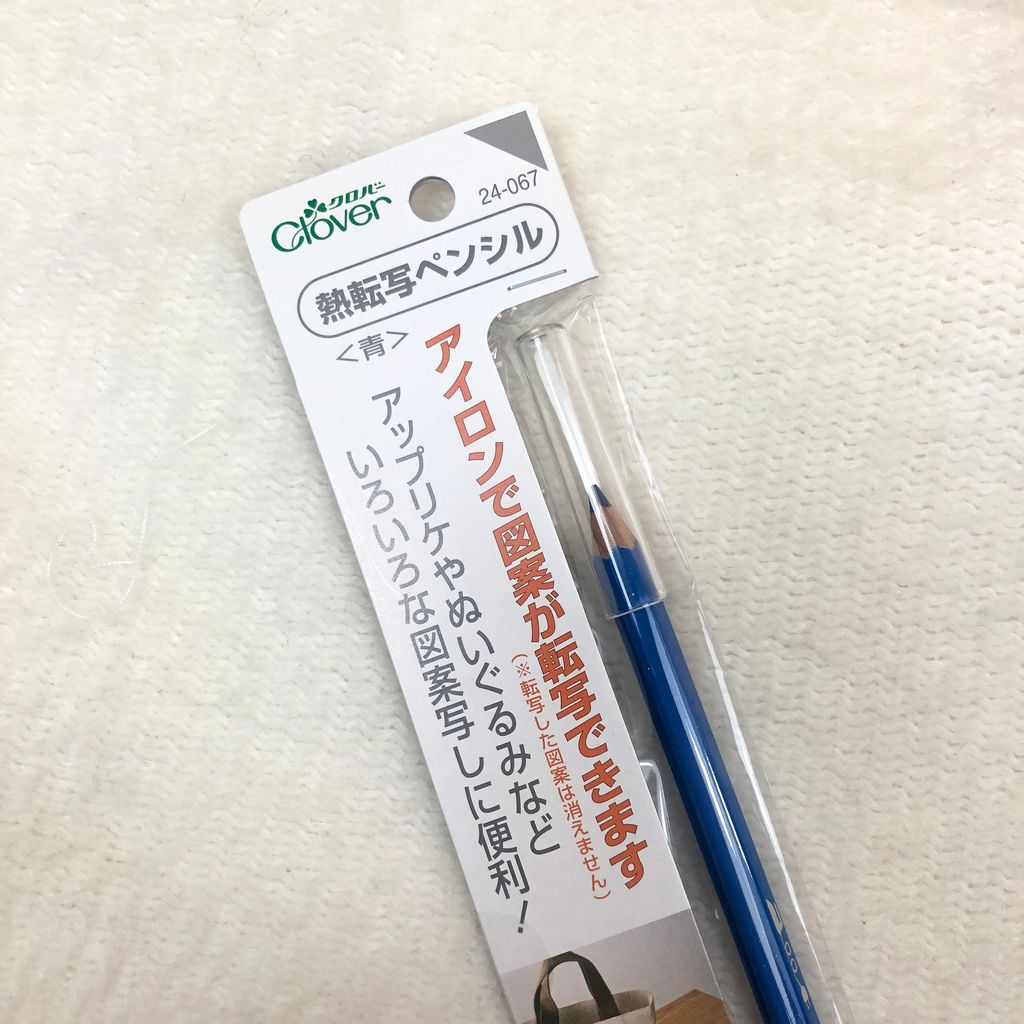 クロバー
Clover
24-067
熱転写ペンシル
<青>
アイロンで図案が転写できます
(※転写した図案は消えません)
アップリケやぬいぐるみなど
いろいろな図案写しに便利!